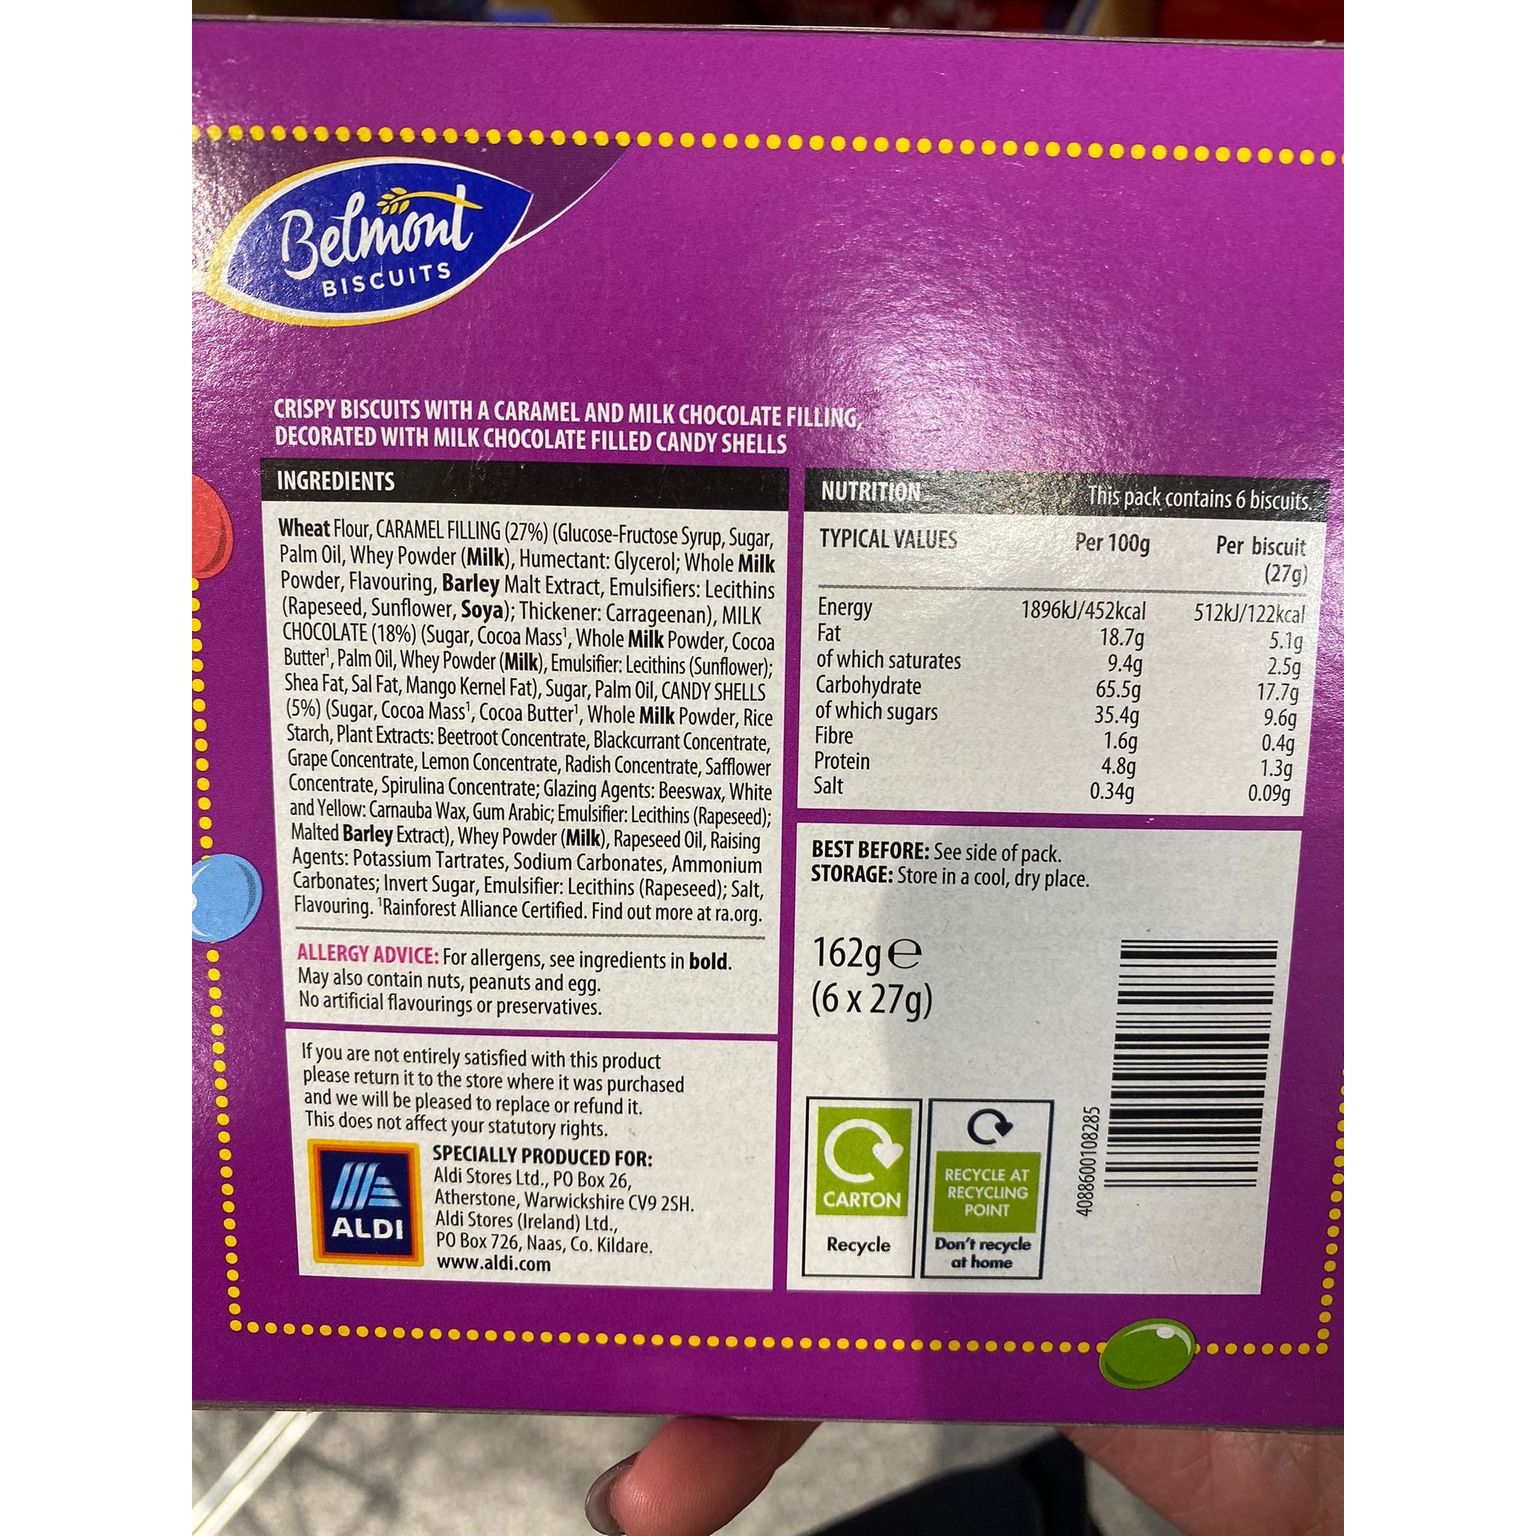 Belmont
BISCUITS
CRISPY BISCUITS WITH A CARAMEL AND MILK CHOCOLATE FILLING,
DECORATED WITH MILK CHOCOLATE FILLED CANDY SHELLS
INGREDIENTS
Wheat Flour, CARAMEL FILLING (27%) (Glucose-Fructose Syrup, Sugar,
Palm Oil, Whey Powder (Milk), Humectant: Glycerol; Whole Milk
Powder, Flavouring, Barley Malt Extract, Emulsifiers: Lecithins
(Rapeseed, Sunflower, Soya); Thickener: Carrageenan), MILK
CHOCOLATE (18%) (Sugar, Cocoa Mass¹, Whole Milk Powder, Cocoa
Butter¹, Palm Oil, Whey Powder (Milk), Emulsifier: Lecithins (Sunflower);
Shea Fat, Sal Fat, Mango Kernel Fat), Sugar, Palm Oil, CANDY SHELLS
(5%) (Sugar, Cocoa Mass¹, Cocoa Butter¹, Whole Milk Powder, Rice
Starch, Plant Extracts: Beetroot Concentrate, Blackcurrant Concentrate,
Grape Concentrate, Lemon Concentrate, Radish Concentrate, Safflower
Concentrate, Spirulina Concentrate; Glazing Agents: Beeswax, White
and Yellow: Carnauba Wax, Gum Arabic; Emulsifier: Lecithins (Rapeseed);
Malted Barley Extract), Whey Powder (Milk), Rapeseed Oil, Raising
Agents: Potassium Tartrates, Sodium Carbonates, Ammonium
Carbonates; Invert Sugar, Emulsifier: Lecithins (Rapeseed); Salt,
Flavouring. ¹Rainforest Alliance Certified. Find out more at ra.org.
ALLERGY ADVICE: For allergens, see ingredients in bold.
May also contain nuts, peanuts and egg.
No artificial flavourings or preservatives.
If you are not entirely satisfied with this product
please return it to the store where it was purchased
and we will be pleased to replace or refund it.
This does not affect your statutory rights.
ALDI
SPECIALLY PRODUCED FOR:
Aldi Stores Ltd., PO Box 26,
Atherstone, Warwickshire CV9 2SH.
Aldi Stores (Ireland) Ltd.,
PO Box 726, Naas, Co. Kildare.
www.aldi.com
NUTRITION This pack contains 6 biscuits.
TYPICAL VALUES Per 100g Per biscuit
(27g)
Energy 1896kJ/452kcal 512kJ/122kcal
Fat 18.7g 5.1g
of which saturates 9.4g 2.5g
Carbohydrate 65.5g 17.7g
of which sugars 35.4g 9.6g
Fibre 1.6g 0.4g
Protein 4.8g 1.3g
Salt 0.34g 0.09g
BEST BEFORE: See side of pack.
STORAGE: Store in a cool, dry place.
162g e
(6 x 27g)
CARTON
Recycle
RECYCLE AT
RECYCLING
POINT
Don't recycle
at home
4088600108285